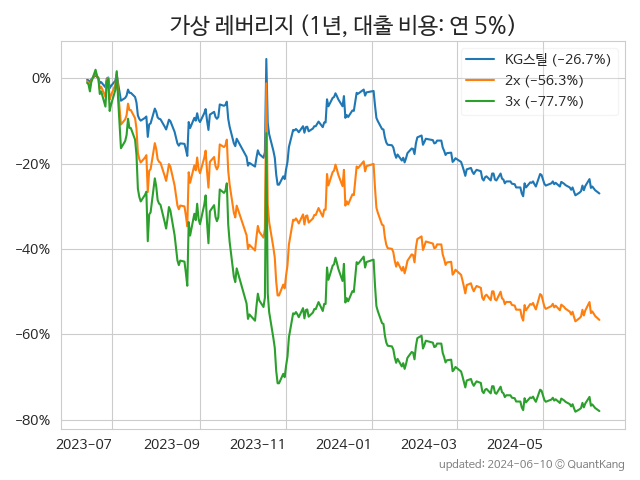 가상 레버리지 (1년, 대출 비용: 연 5%)
KG스틸 (−26.7%)
2x (−56.3%)
3x (−77.7%)
0%
−20%
−40%
−60%
−80%
2023-07 2023-09 2023-11 2024-01 2024-03 2024-05
updated: 2024-06-10 © QuantKang